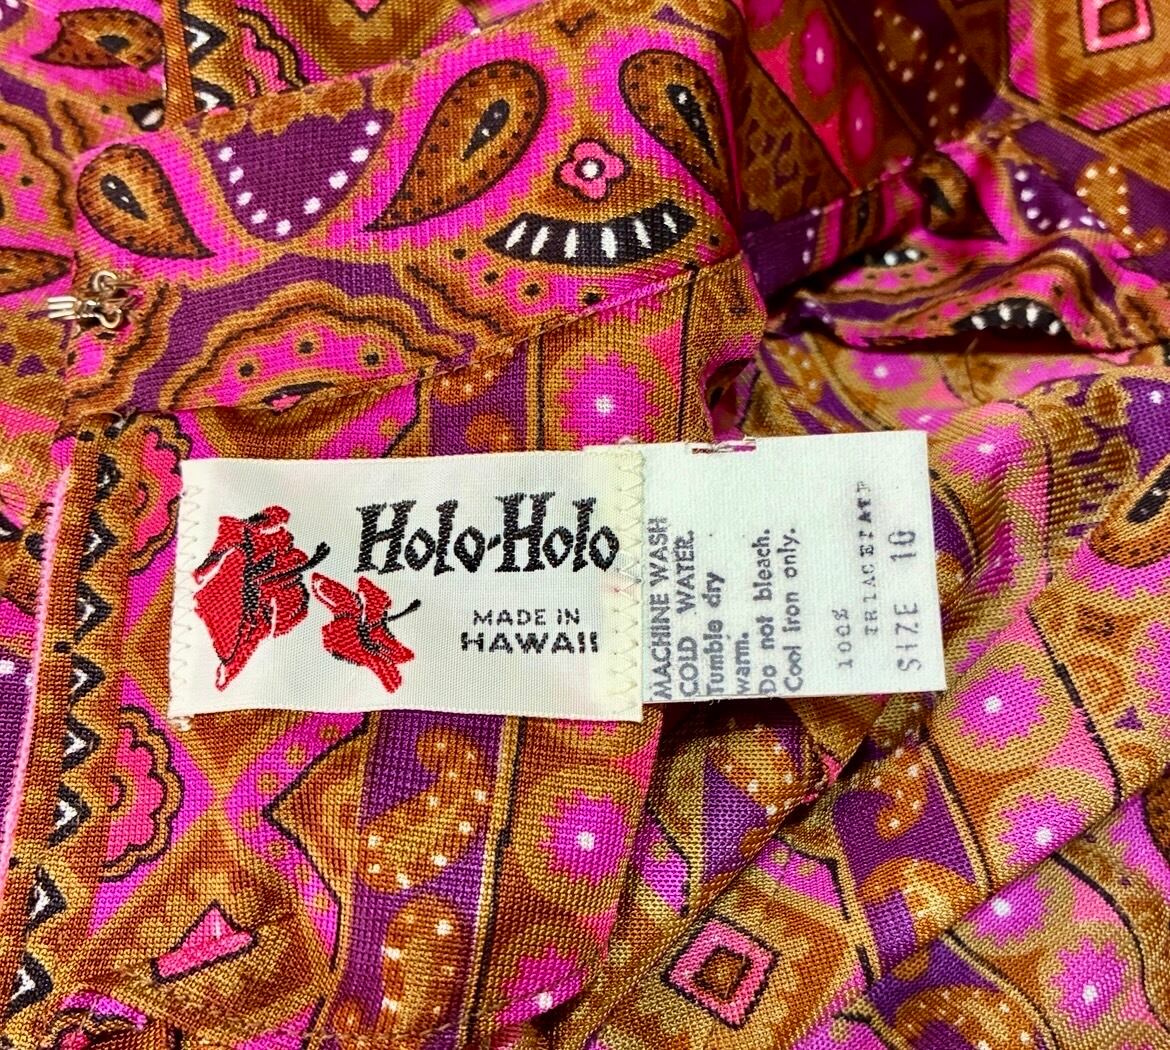 Holo-Holo
MADE IN
HAWAII
MACHINE WASH
COLD WATER.
Tumble dry
warm.
Do not bleach.
Cool iron only.
100%
TRIACETATE
SIZE 10